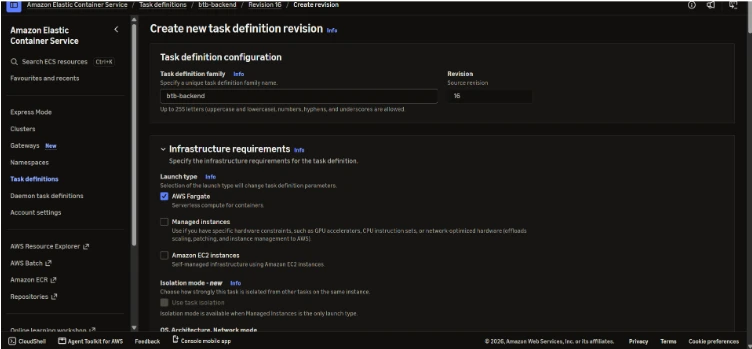 Amazon Elastic Container Service / Task definitions / btb-backend / Revision 16 / Create revision
Amazon Elastic
Container Service
Search ECS resources Ctrl+K
Favourites and recents
Express Mode
Clusters
Gateways New
Namespaces
Task definitions
Daemon task definitions
Account settings
AWS Resource Explorer
AWS Batch
Amazon ECR
Repositories
Online learning workshop
Create new task definition revision Info
Task definition configuration
Task definition family Info
Specify a unique task definition family name.
btb-backend
Up to 255 letters (uppercase and lowercase), numbers, hyphens, and underscores are allowed.
Revision
Source revision
16
Infrastructure requirements Info
Specify the infrastructure requirements for the task definition.
Launch type Info
Selection of the launch type will change task definition parameters.
AWS Fargate
Serverless compute for containers.
Managed instances
Use if you have specific hardware constraints, such as GPU accelerators, CPU instruction sets, or network-optimized hardware (offloads
scaling, patching, and instance management to AWS)
Amazon EC2 instances
Self-managed infrastructure using Amazon EC2 instances.
Isolation mode - new Info
Choose how strongly this task is isolated from other tasks on the same instance.
Use task isolation
Isolation mode is available when Managed Instances is the only launch type.
OS, Architecture, Network mode
CloudShell Agent Toolkit for AWS Feedback Console mobile app © 2026, Amazon Web Services, Inc. or its affiliates. Privacy Terms Cookie preferences